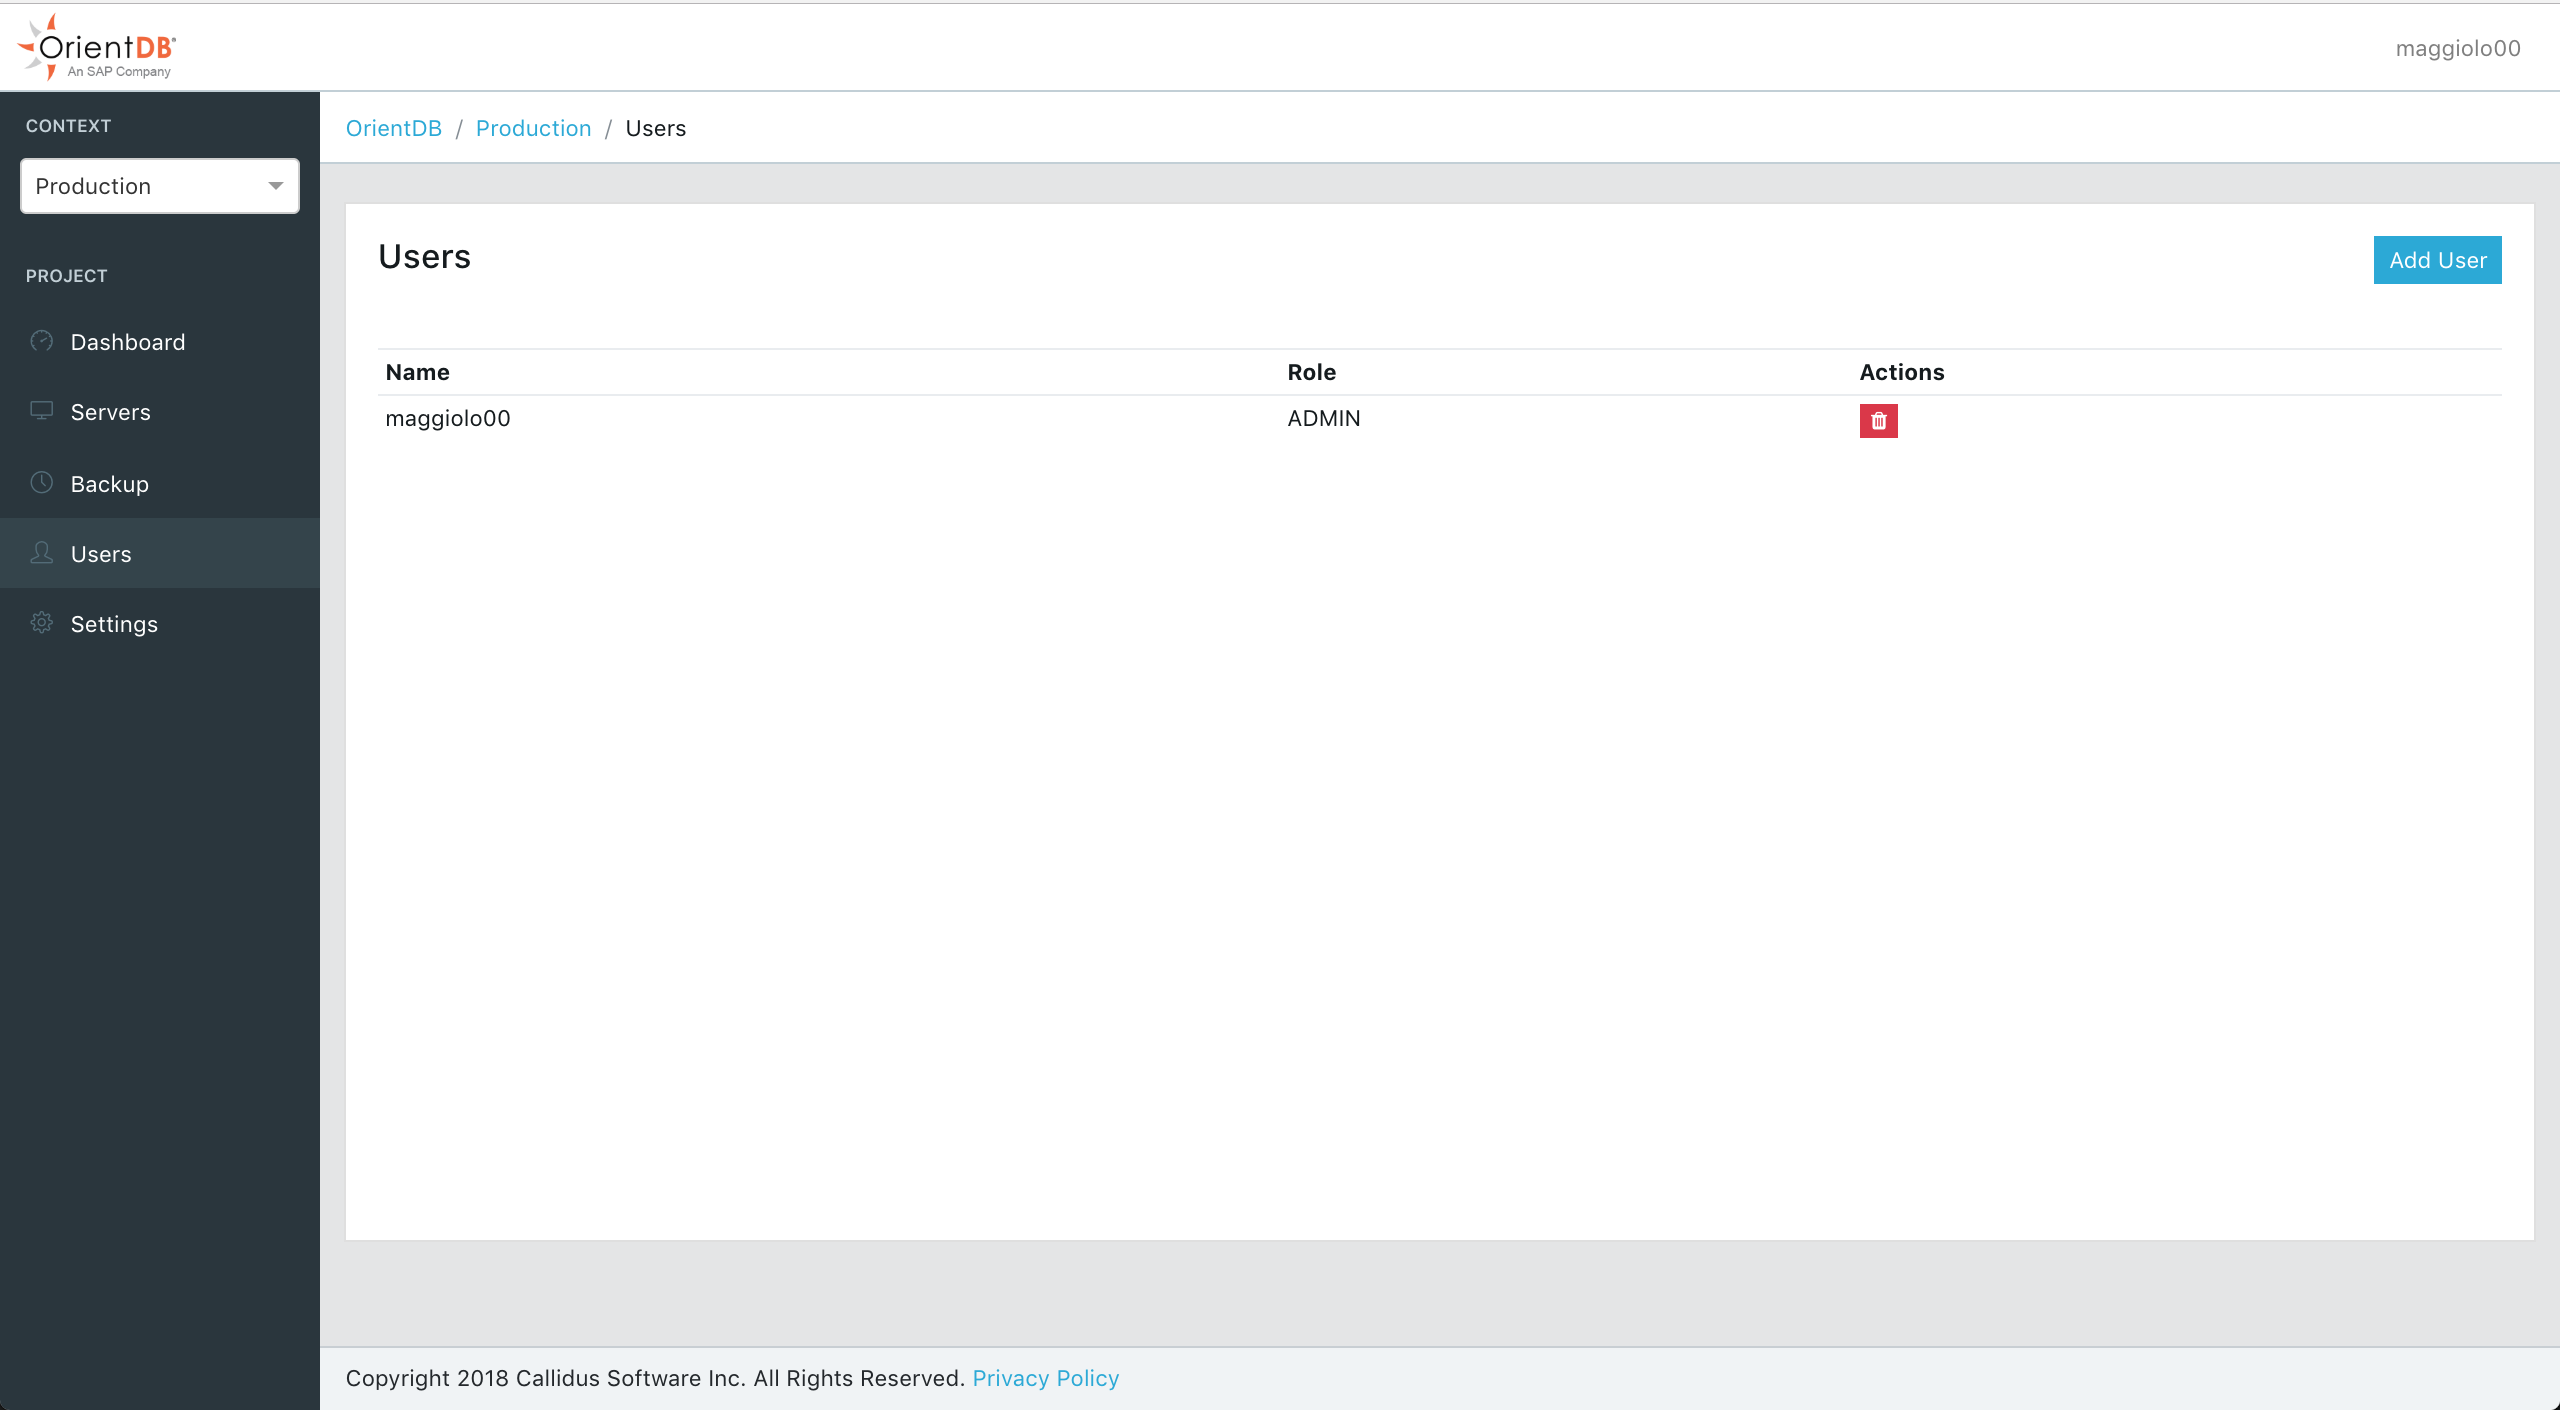 OrientDB®
An SAP Company
maggiolo00
CONTEXT
Production
PROJECT
Dashboard
Servers
Backup
Users
Settings
OrientDB / Production / Users
Users
Add User
Name Role Actions
maggiolo00 ADMIN
Copyright 2018 Callidus Software Inc. All Rights Reserved. Privacy Policy